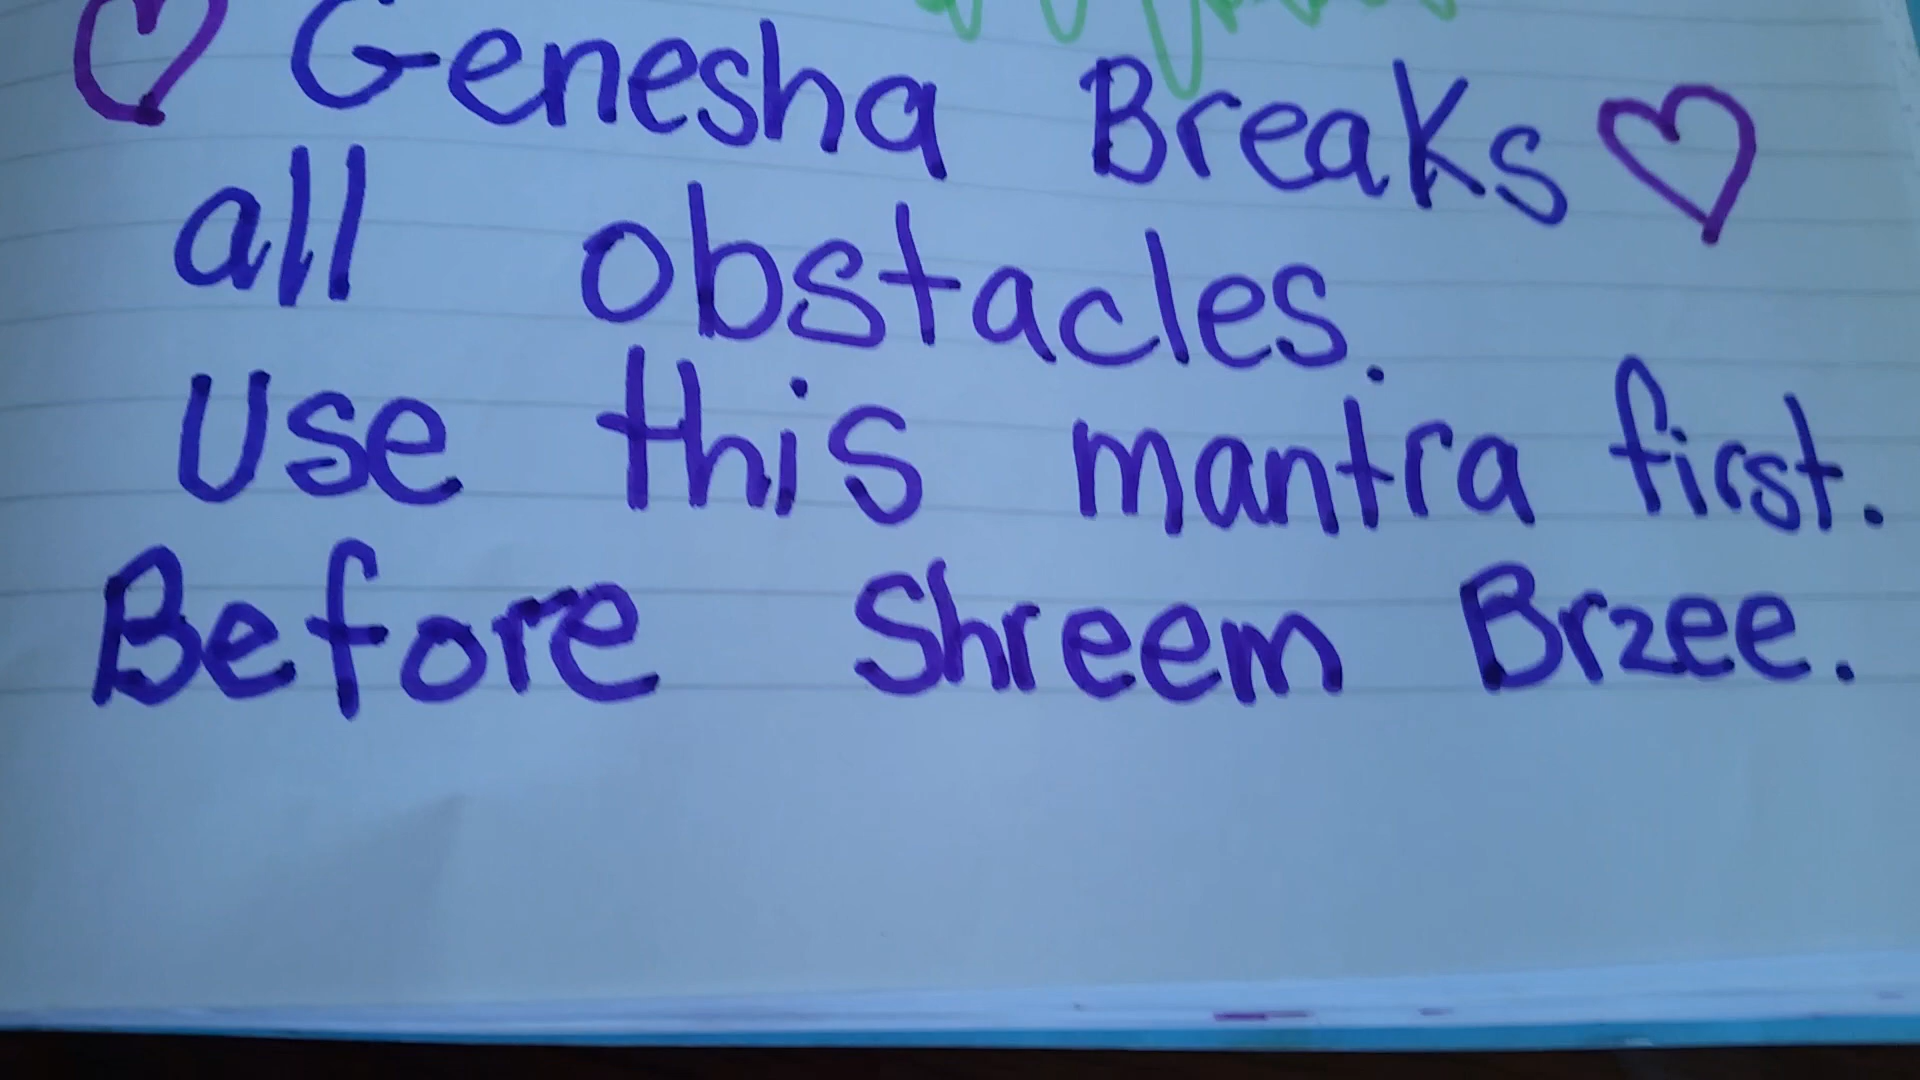 Genesha Breaks
all obstacles.
Use this mantra first.
Before Shreem Brzee.